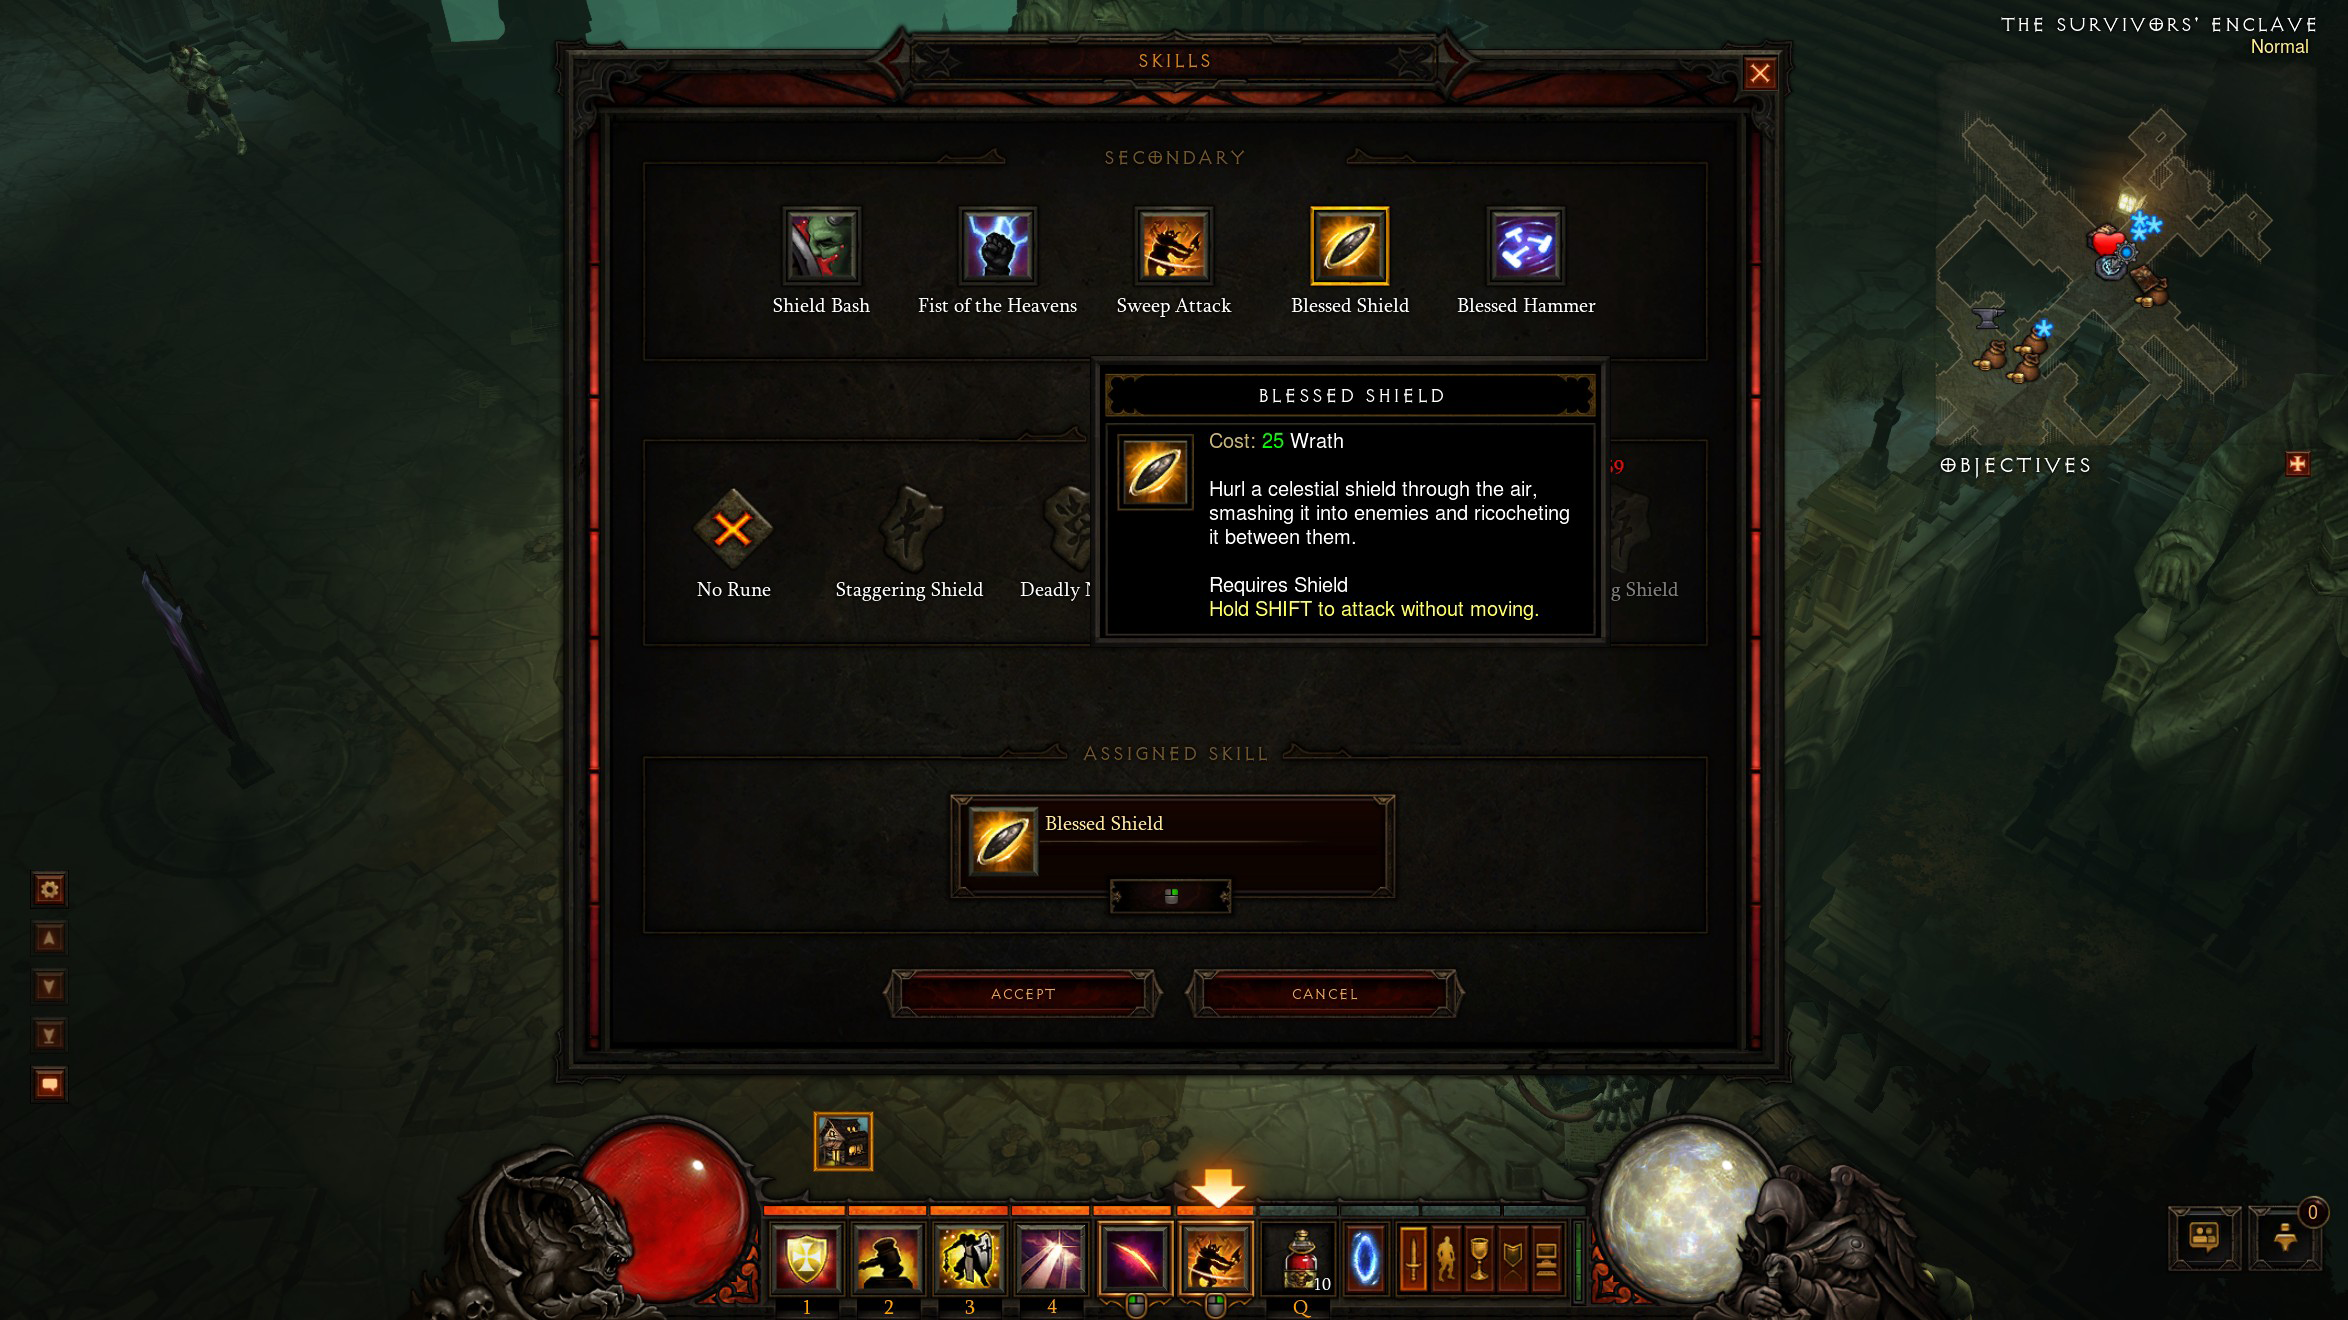 THE SURVIVORS' ENCLAVE
Normal
SKILLS
SECONDARY
Shield Bash
Fist of the Heavens
Sweep Attack
Blessed Shield
Blessed Hammer
BLESSED SHIELD
Cost: 25 Wrath
Hurl a celestial shield through the air,
smashing it into enemies and ricocheting
it between them.
Requires Shield
Hold SHIFT to attack without moving.
OBJECTIVES
No Rune
Staggering Shield
Deadly
Shield
ASSIGNED SKILL
Blessed Shield
ACCEPT
CANCEL
1
2
3
4
10
Q
0